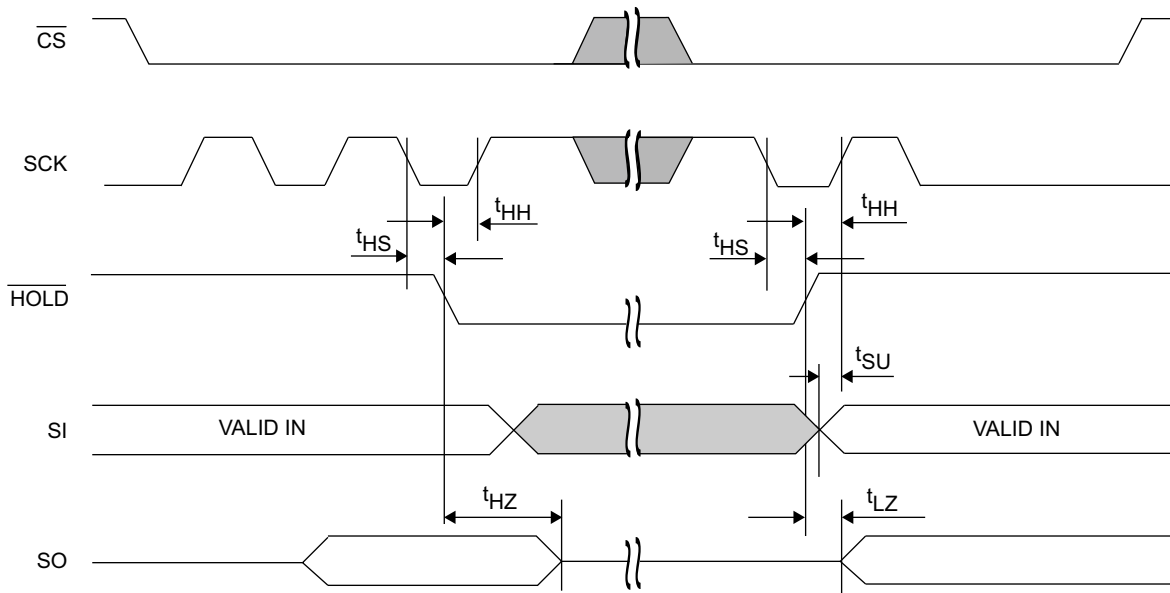 CS
SCK
tHH
tHH
tHS
tHS
HOLD
tSU
SI
VALID IN
VALID IN
tHZ
tLZ
SO